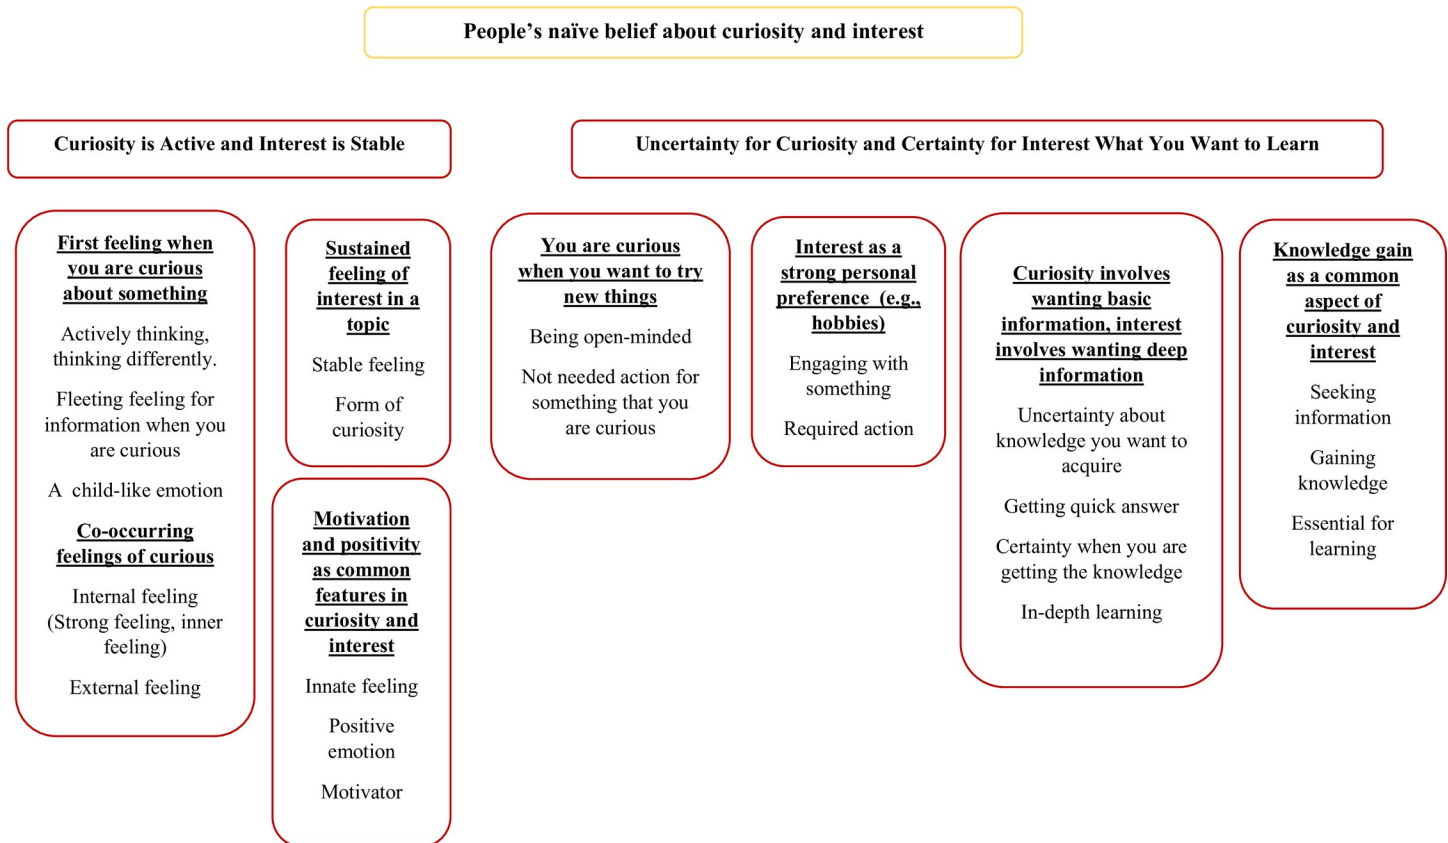 People’s naïve belief about curiosity and interest
Curiosity is Active and Interest is Stable
Uncertainty for Curiosity and Certainty for Interest What You Want to Learn
First feeling when
you are curious
about something
Actively thinking,
thinking differently.
Fleeting feeling for
information when you
are curious
A child-like emotion
Co-occurring
feelings of curious
Internal feeling
(Strong feeling, inner
feeling)
External feeling
Sustained
feeling of
interest in a
topic
Stable feeling
Form of
curiosity
Motivation
and positivity
as common
features in
curiosity and
interest
Innate feeling
Positive
emotion
Motivator
You are curious
when you want to try
new things
Being open-minded
Not needed action for
something that you
are curious
Interest as a
strong personal
preference (e.g.,
hobbies)
Engaging with
something
Required action
Curiosity involves
wanting basic
information, interest
involves wanting deep
information
Uncertainty about
knowledge you want to
acquire
Getting quick answer
Certainty when you are
getting the knowledge
In-depth learning
Knowledge gain
as a common
aspect of
curiosity and
interest
Seeking
information
Gaining
knowledge
Essential for
learning